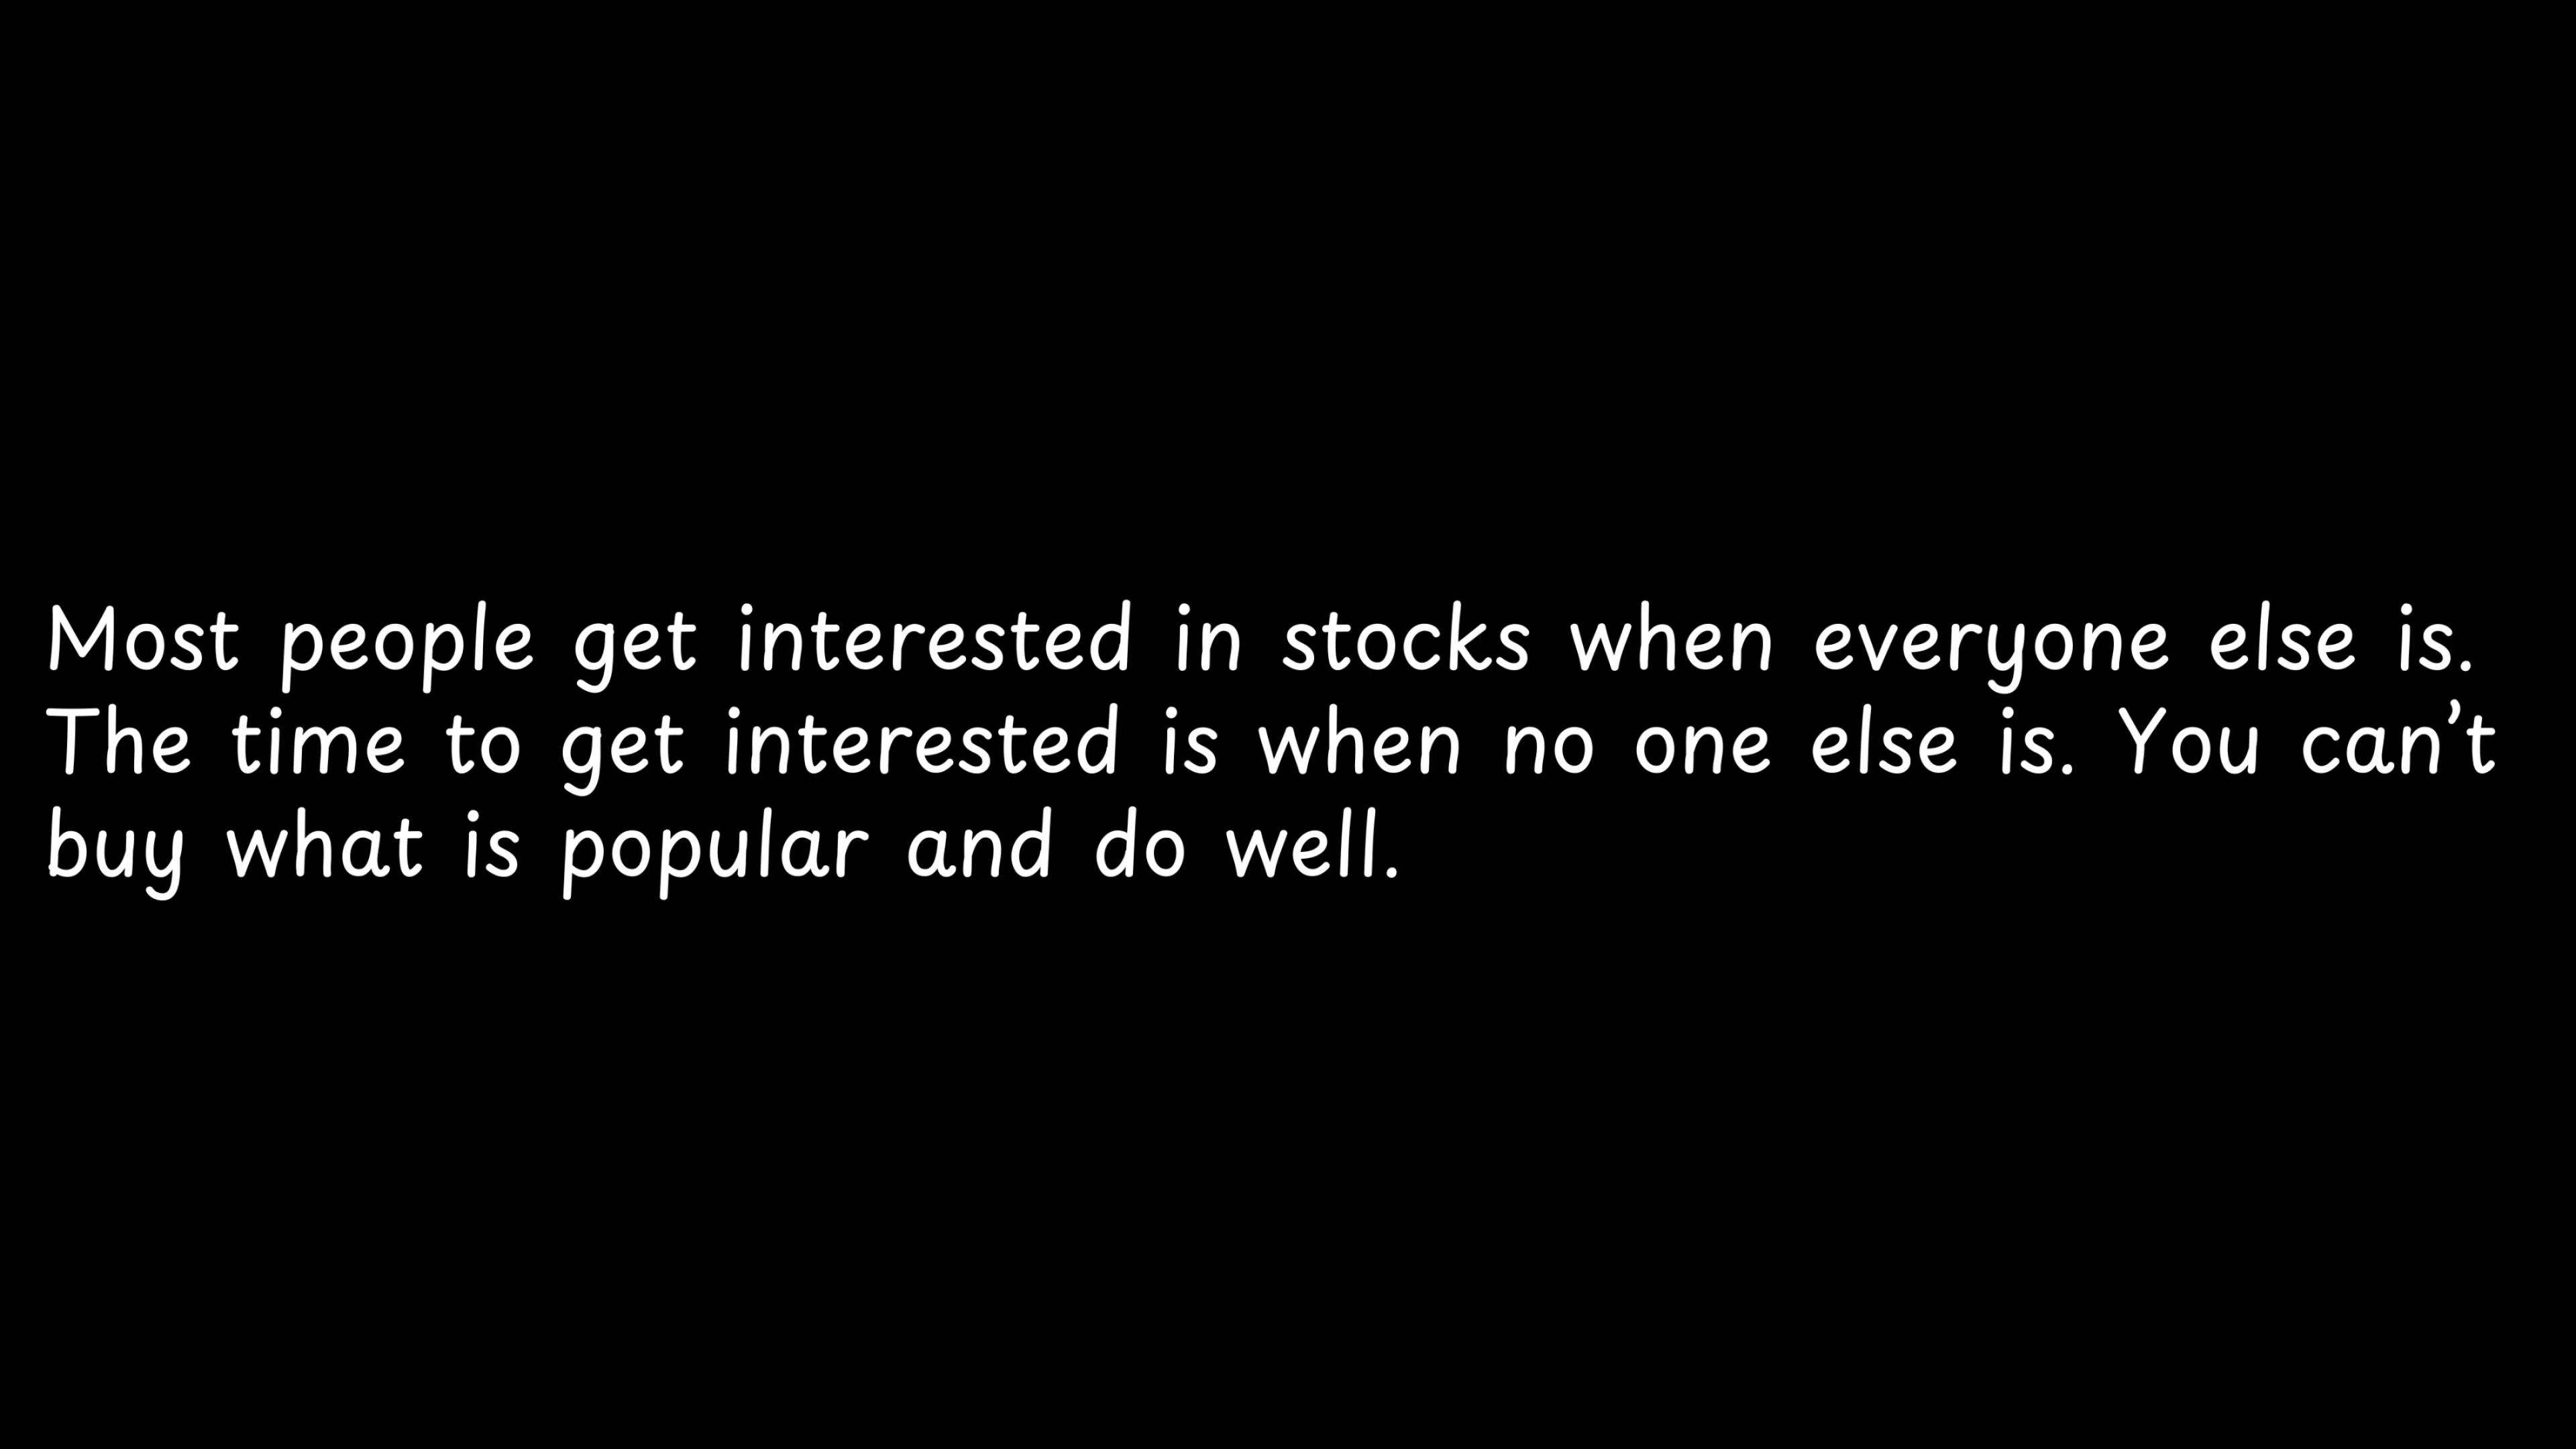 Most people get interested in stocks when everyone else is.
The time to get interested is when no one else is. You can’t
buy what is popular and do well.